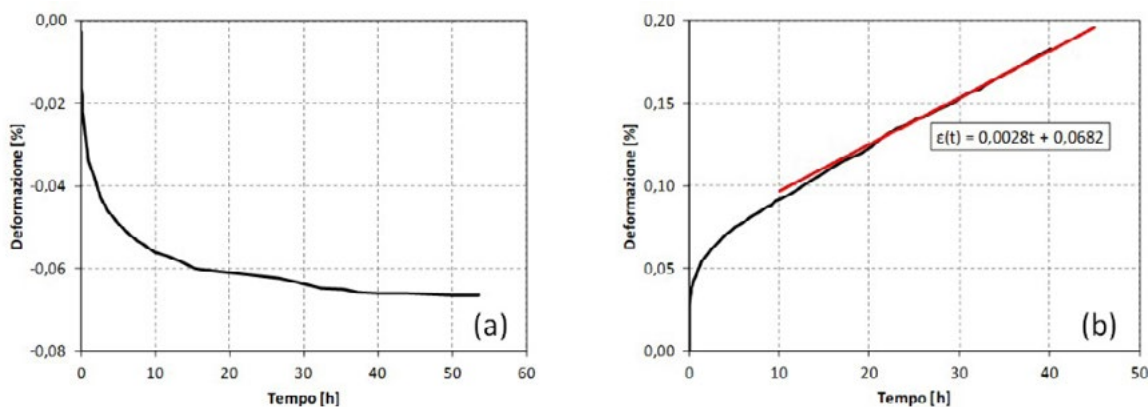 0,00
-0,02
-0,04
-0,06
-0,08
Deformazione [%]
0 10 20 30 40 50 60
Tempo [h]
(a)
0,20
0,15
0,10
0,05
0,00
Deformazione [%]
ε(t) = 0,0028t + 0,0682
0 10 20 30 40 50
Tempo [h]
(b)